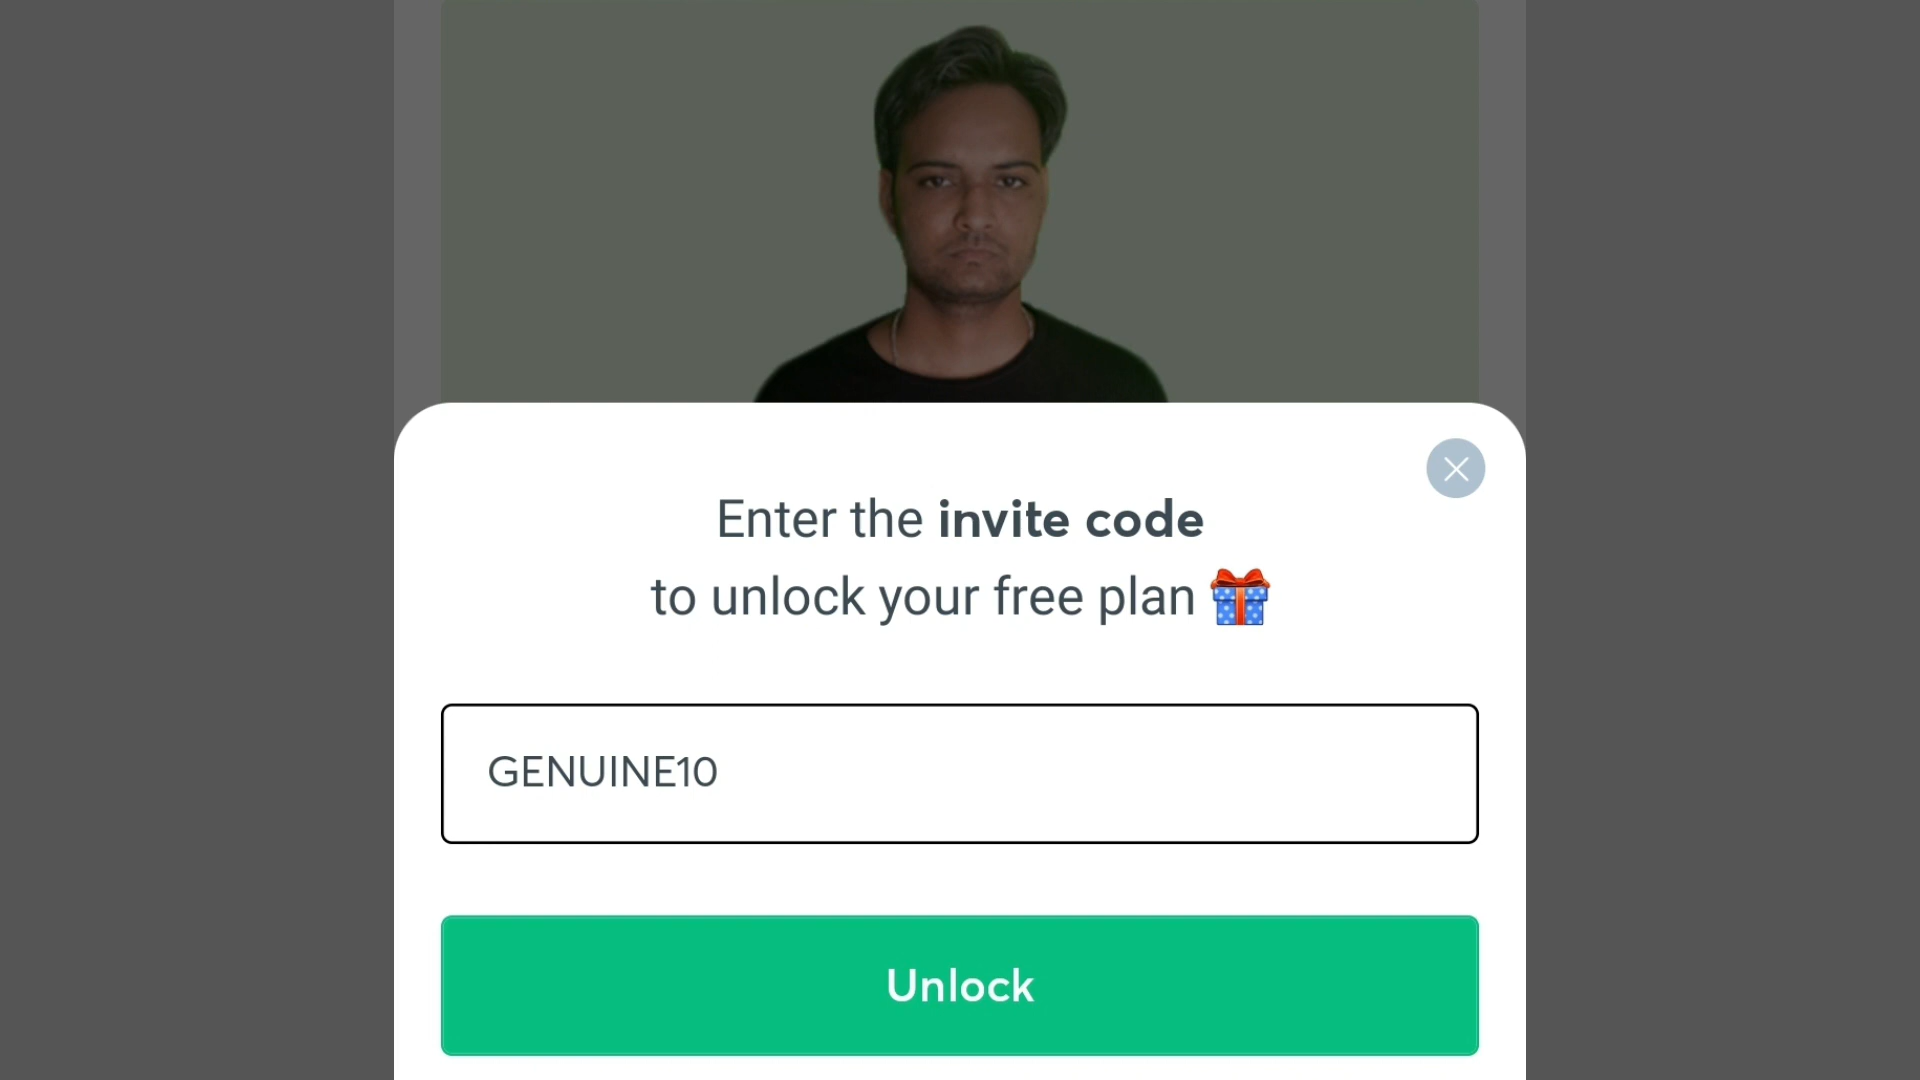 Enter the invite code
to unlock your free plan 🎁
GENUINE10
Unlock